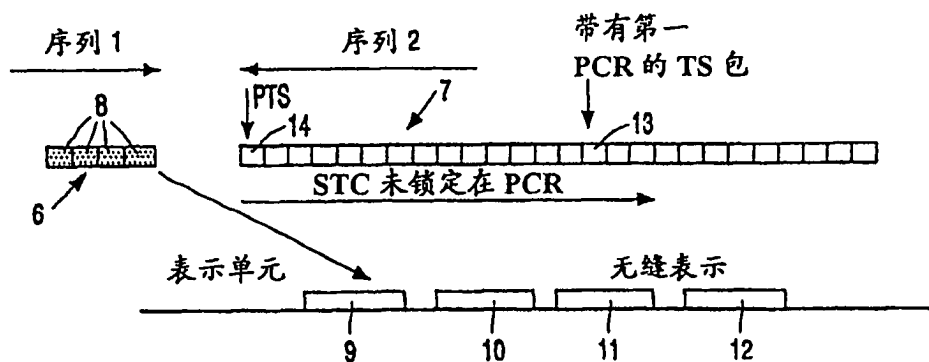 序列 1
序列 2
带有第一
PCR 的 TS 包
8
PTS
14
7
13
6
STC 未锁定在 PCR
表示单元
无缝表示
9
10
11
12